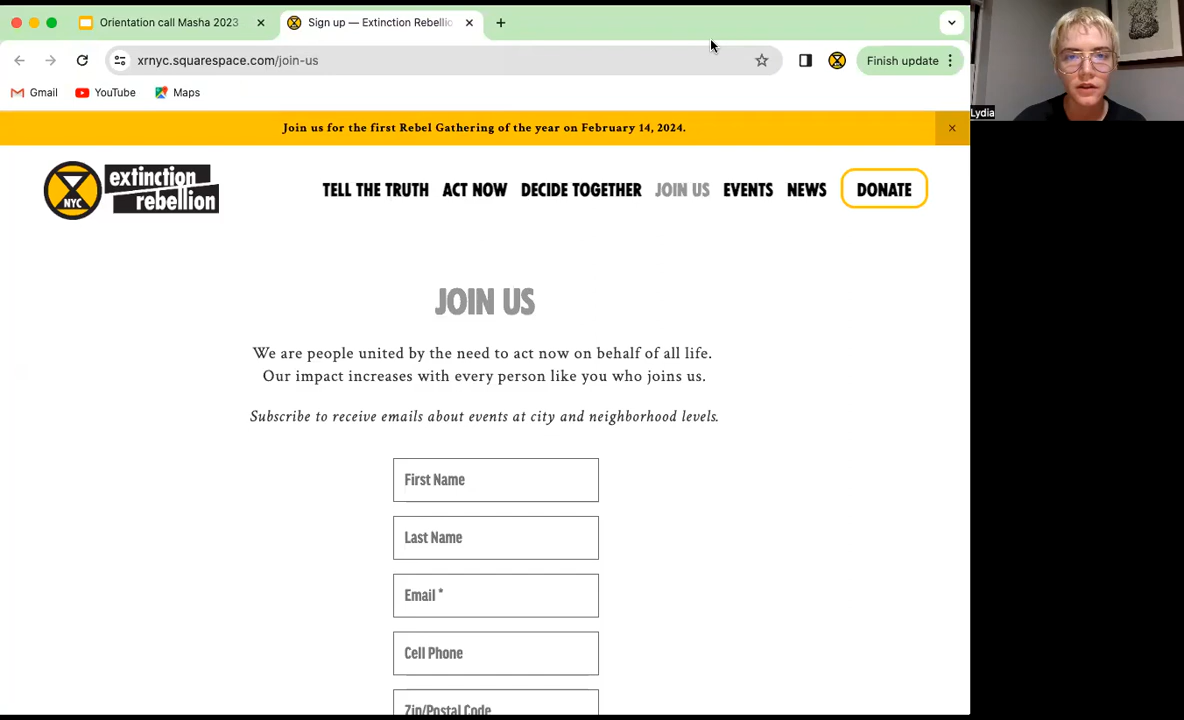 Orientation call Masha 2023
Sign up — Extinction Rebellio
xrnyc.squarespace.com/join-us
Finish update
Gmail
YouTube
Maps
Lydia
Join us for the first Rebel Gathering of the year on February 14, 2024.
NYC
extinction
rebellion
TELL THE TRUTH
ACT NOW
DECIDE TOGETHER
JOIN US
EVENTS
NEWS
DONATE
JOIN US
We are people united by the need to act now on behalf of all life.
Our impact increases with every person like you who joins us.
Subscribe to receive emails about events at city and neighborhood levels.
First Name
Last Name
Email *
Cell Phone
Zip/Postal Code